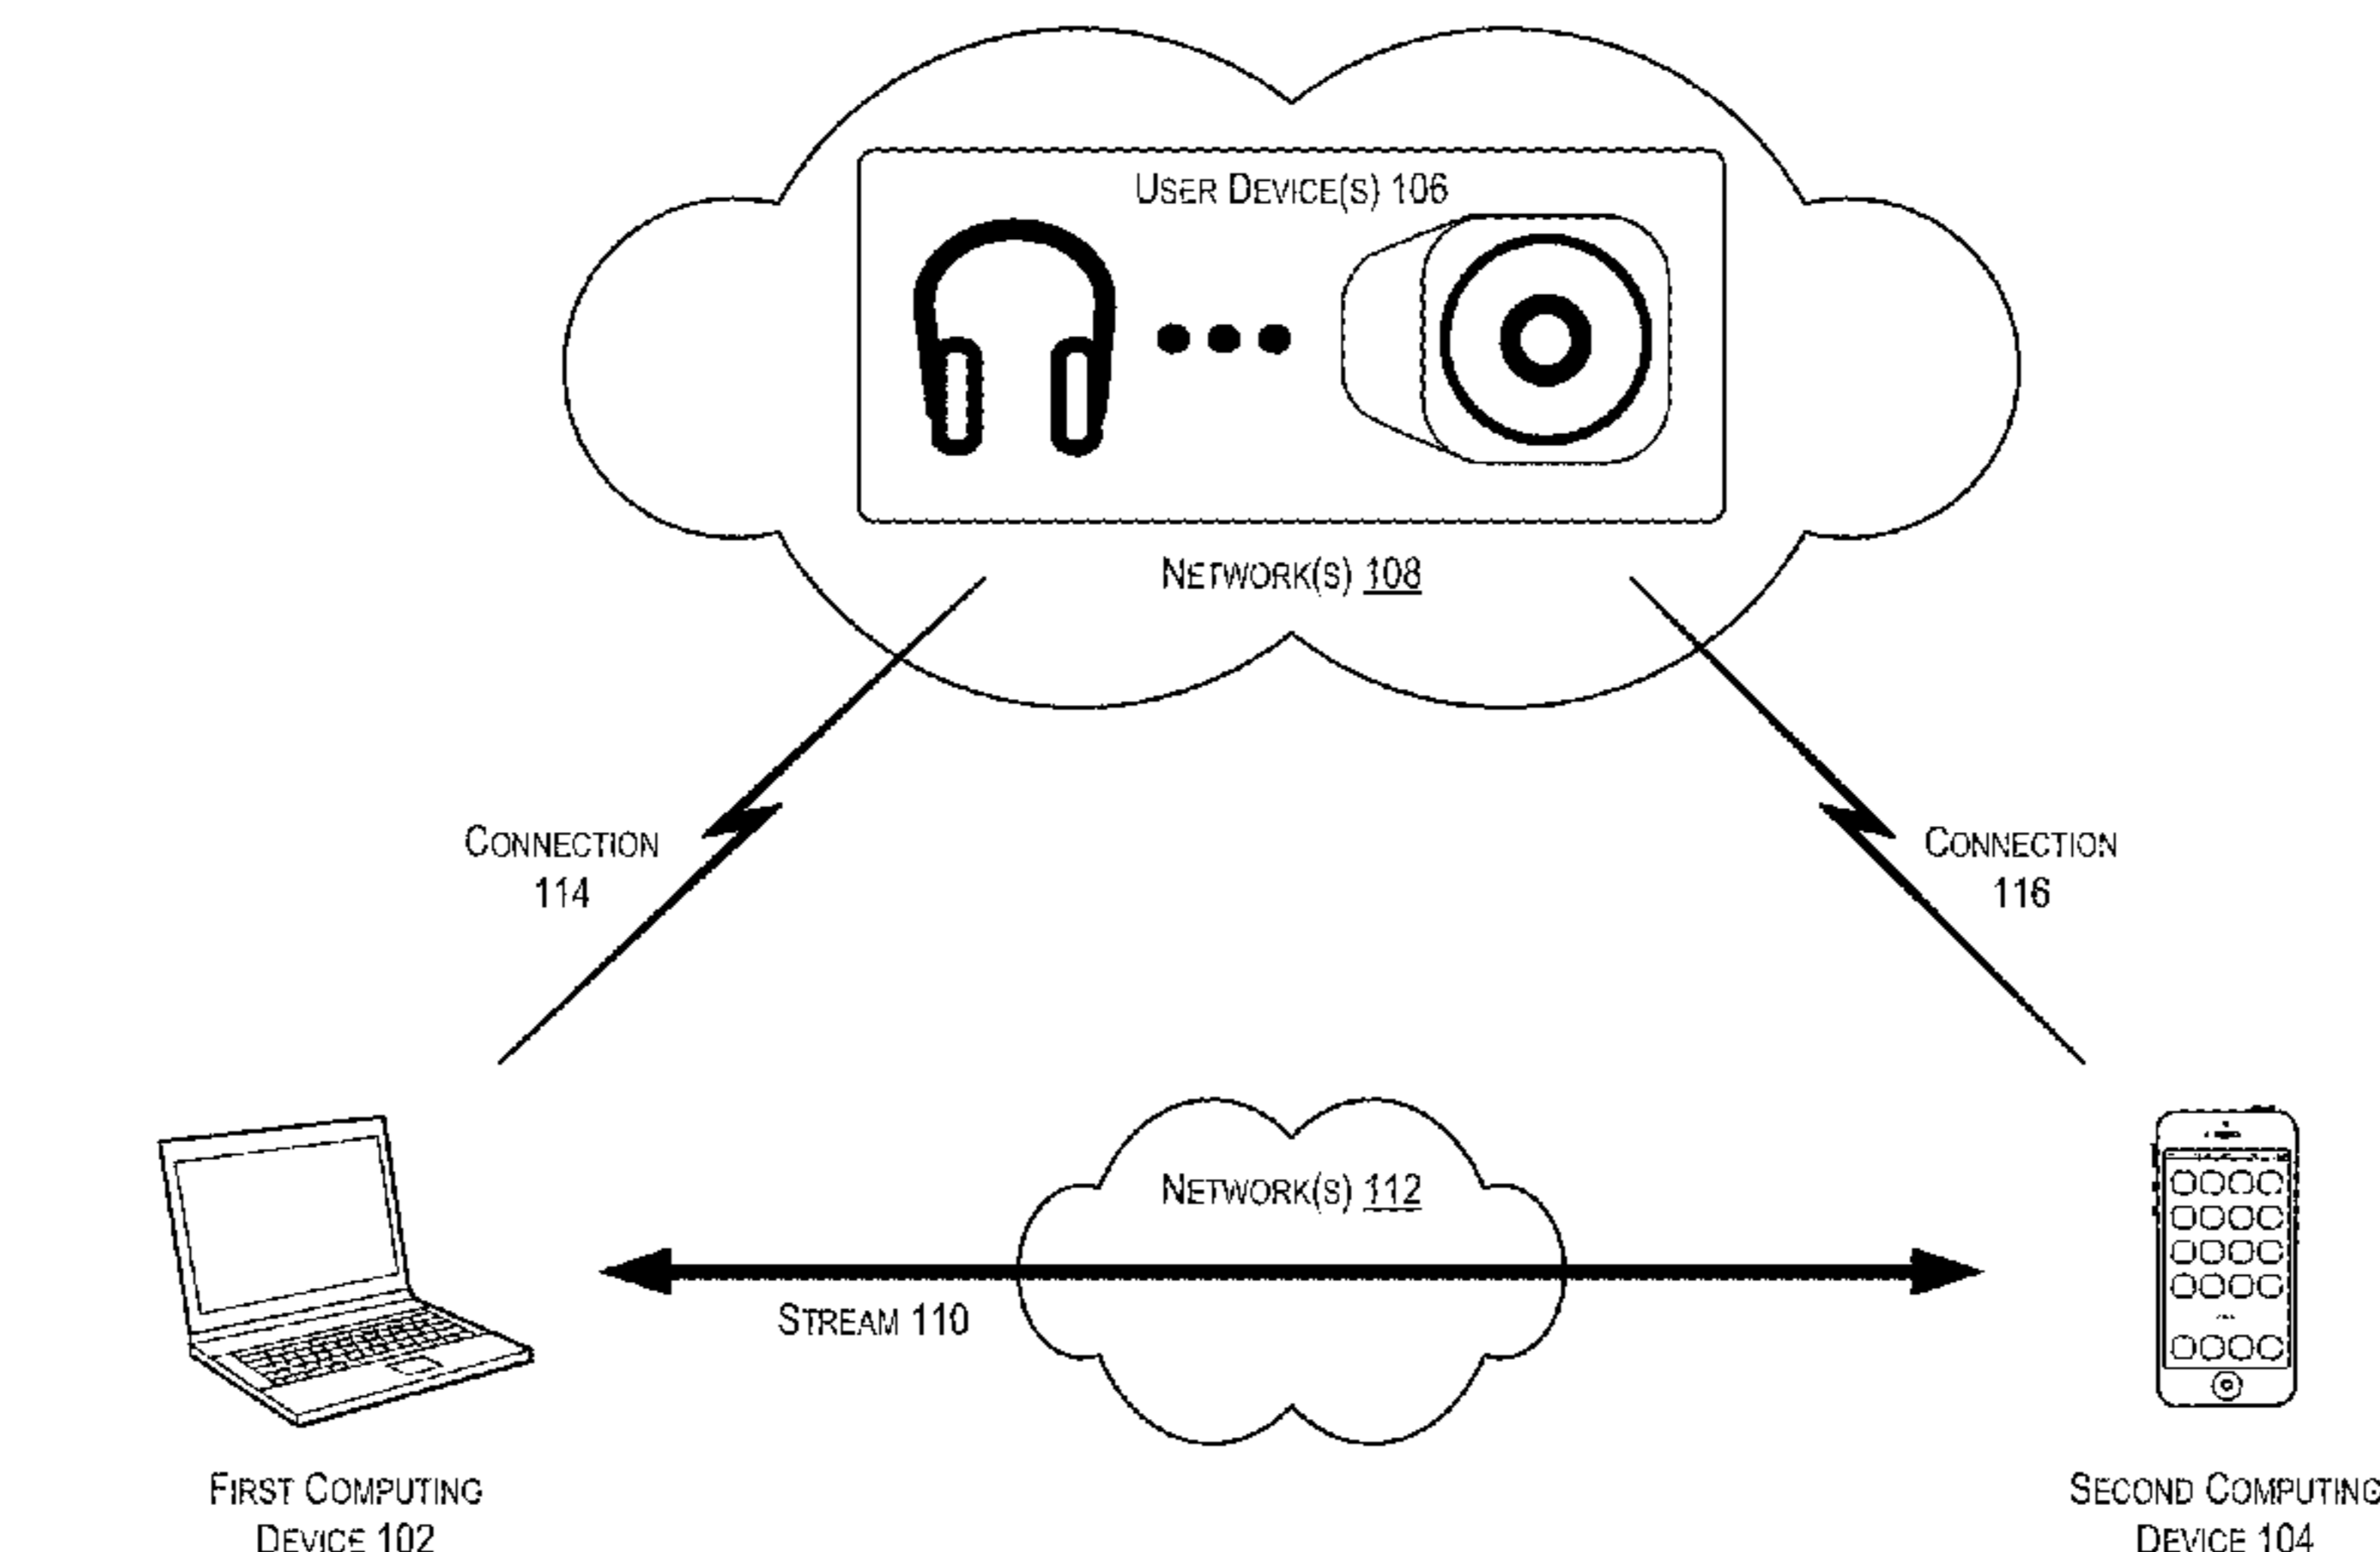 USER DEVICE(S) 106
NETWORK(S) 108
CONNECTION
114
CONNECTION
116
NETWORK(S) 112
STREAM 110
FIRST COMPUTING
DEVICE 102
SECOND COMPUTING
DEVICE 104